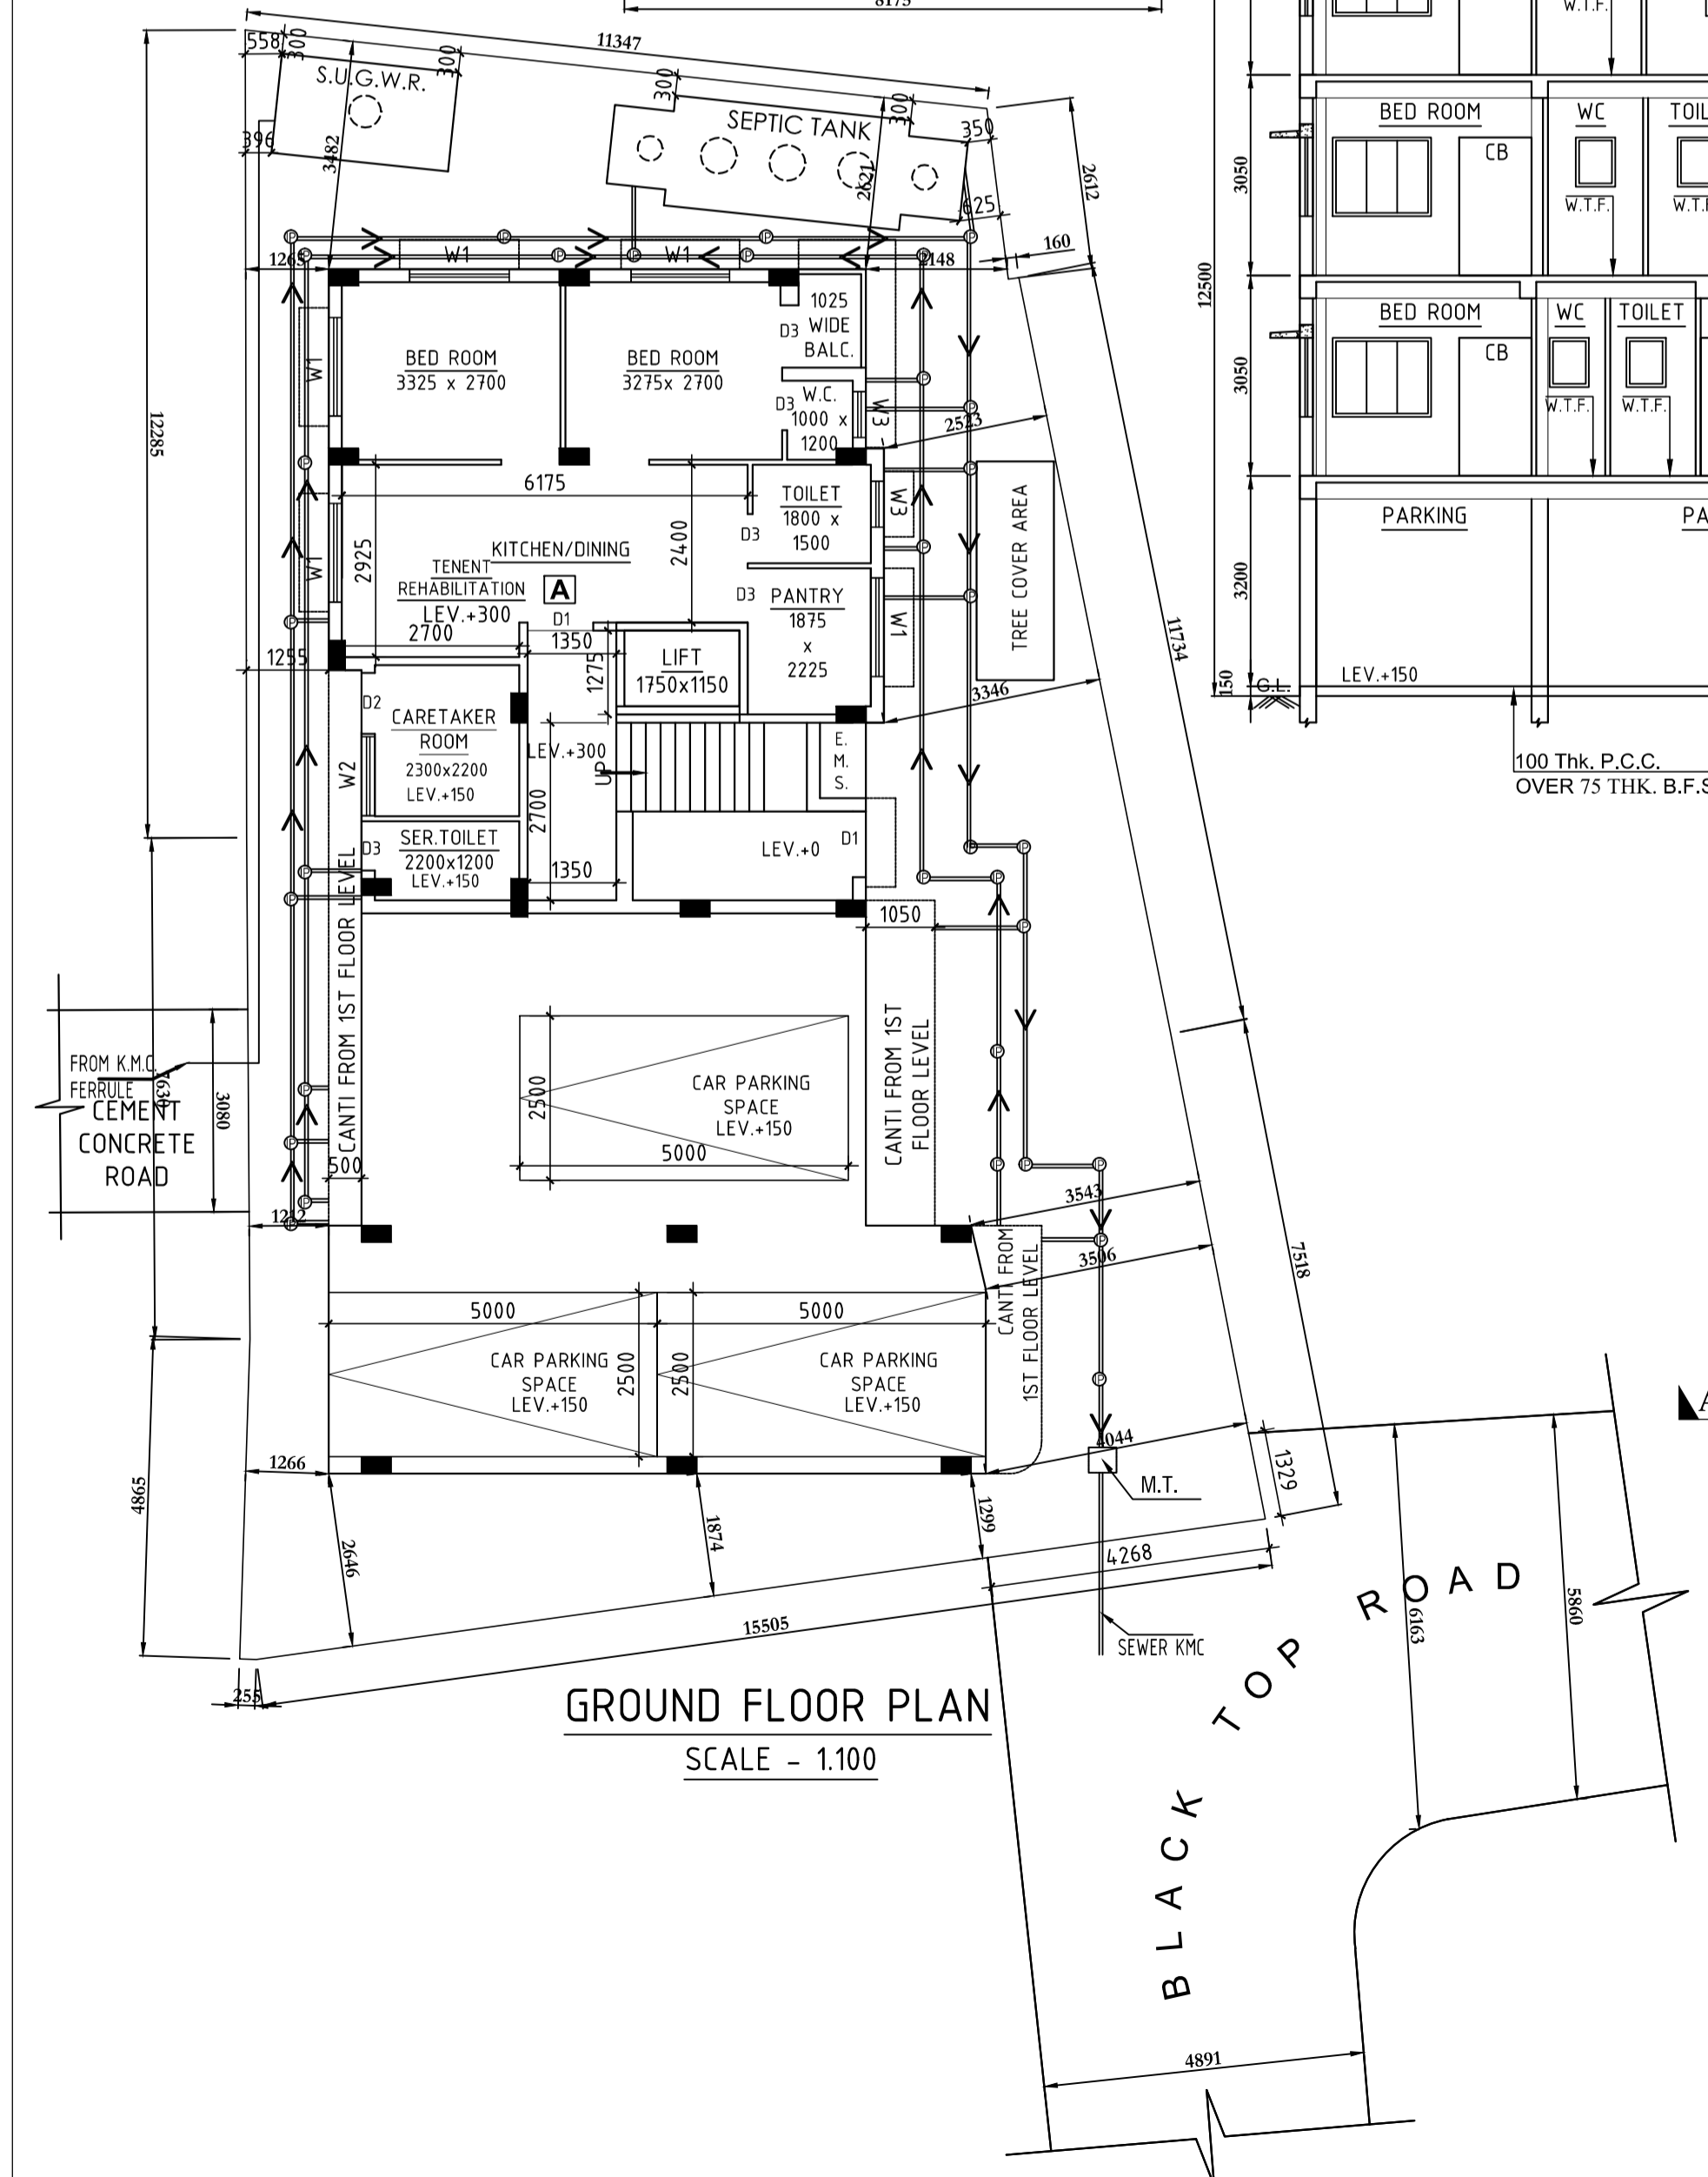 8175
11347
558
300
300
300
300
S.U.G.W.R.
SEPTIC TANK
350
396
3482
2621
2612
625
160
1265
2148
W1
W1
12285
W1
BED ROOM
3325 x 2700
BED ROOM
3275x 2700
1025
WIDE
BALC.
D3
D3
W.C.
1000 x
1200
W3
2523
6175
TOILET
1800 x
1500
D3
W3
2925
2400
W1
KITCHEN/DINING
TENENT
REHABILITATION
LEV.+300
A
D1
D3
PANTRY
1875
x
2225
W1
TREE COVER AREA
11734
2700
1350
1275
LIFT
1750x1150
1255
3346
D2
CARETAKER
ROOM
2300x2200
LEV.+150
W2
LEV.+300
UP
E.
M.
S.
2700
D3
SER.TOILET
2200x1200
LEV.+150
1350
LEV.+0
D1
1050
CANTI FROM 1ST FLOOR LEVEL
CANTI FROM 1ST
FLOOR LEVEL
FROM K.M.C.
FERRULE
7630
3080
CEMENT
CONCRETE
ROAD
2500
CAR PARKING
SPACE
LEV.+150
5000
500
1212
3543
3506
CANTI FROM
1ST FLOOR LEVEL
7518
5000
5000
CAR PARKING
SPACE
LEV.+150
2500
2500
CAR PARKING
SPACE
LEV.+150
1266
4044
4865
M.T.
1329
2646
1874
1299
4268
15505
255
SEWER KMC
GROUND FLOOR PLAN
SCALE - 1.100
BLACK TOP ROAD
6163
5860
4891
W.T.F.
BED ROOM
WC
CB
W.T.F.
3050
12500
BED ROOM
WC
TOILET
CB
W.T.F.
W.T.F.
3050
PARKING
3200
LEV.+150
150
G.L.
100 Thk. P.C.C.
OVER 75 THK.